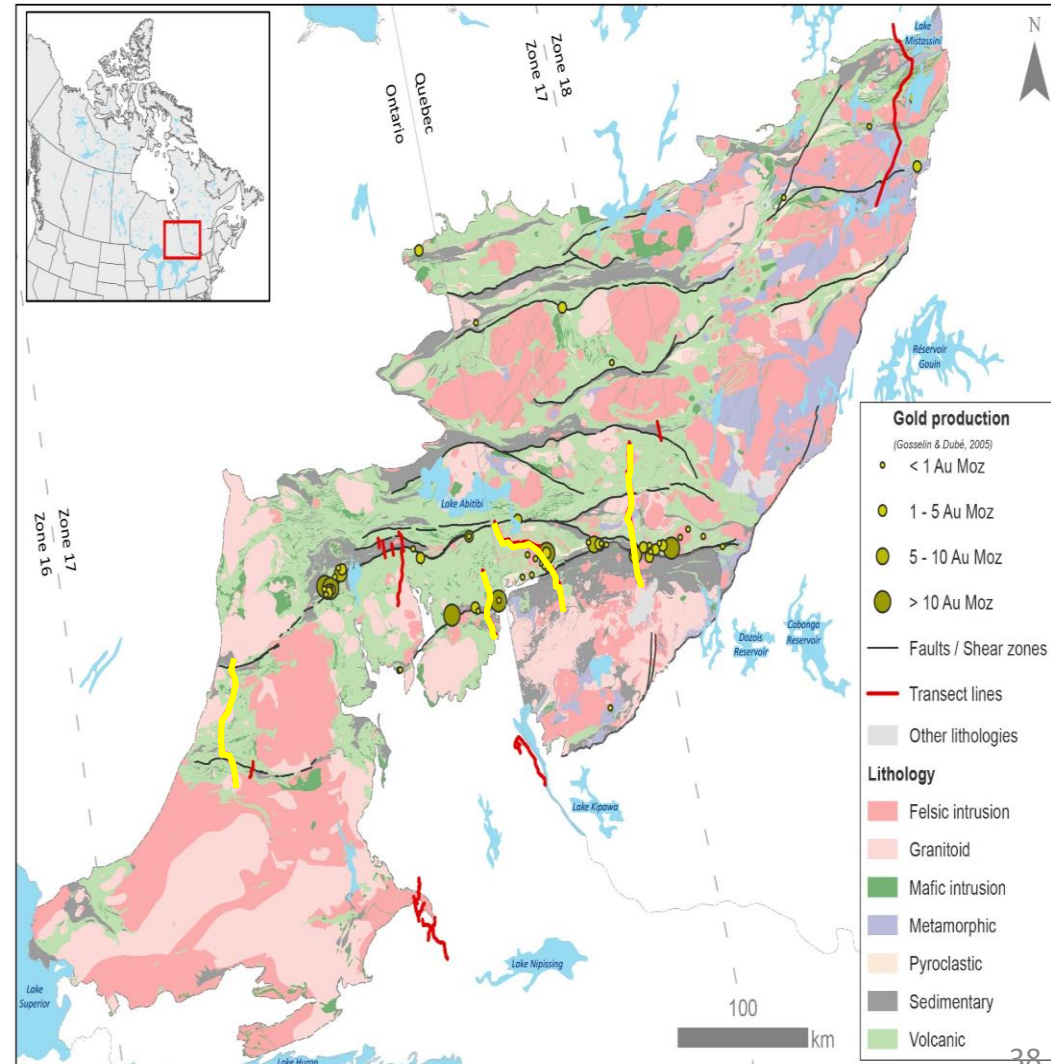 Lake
Mistassini
N
Zone 18
Zone 17
Quebec
Ontario
Réservoir
Gouin
Lake Abitibi
Zone 17
Zone 16
Dozois
Reservoir
Cabonga
Reservoir
Lake Kipawa
Lake Nipissing
Lake
Superior
Lake Huron
100
km
Gold production
(Gosselin & Dubé, 2005)
< 1 Au Moz
1 - 5 Au Moz
5 - 10 Au Moz
> 10 Au Moz
Faults / Shear zones
Transect lines
Other lithologies
Lithology
Felsic intrusion
Granitoid
Mafic intrusion
Metamorphic
Pyroclastic
Sedimentary
Volcanic
38